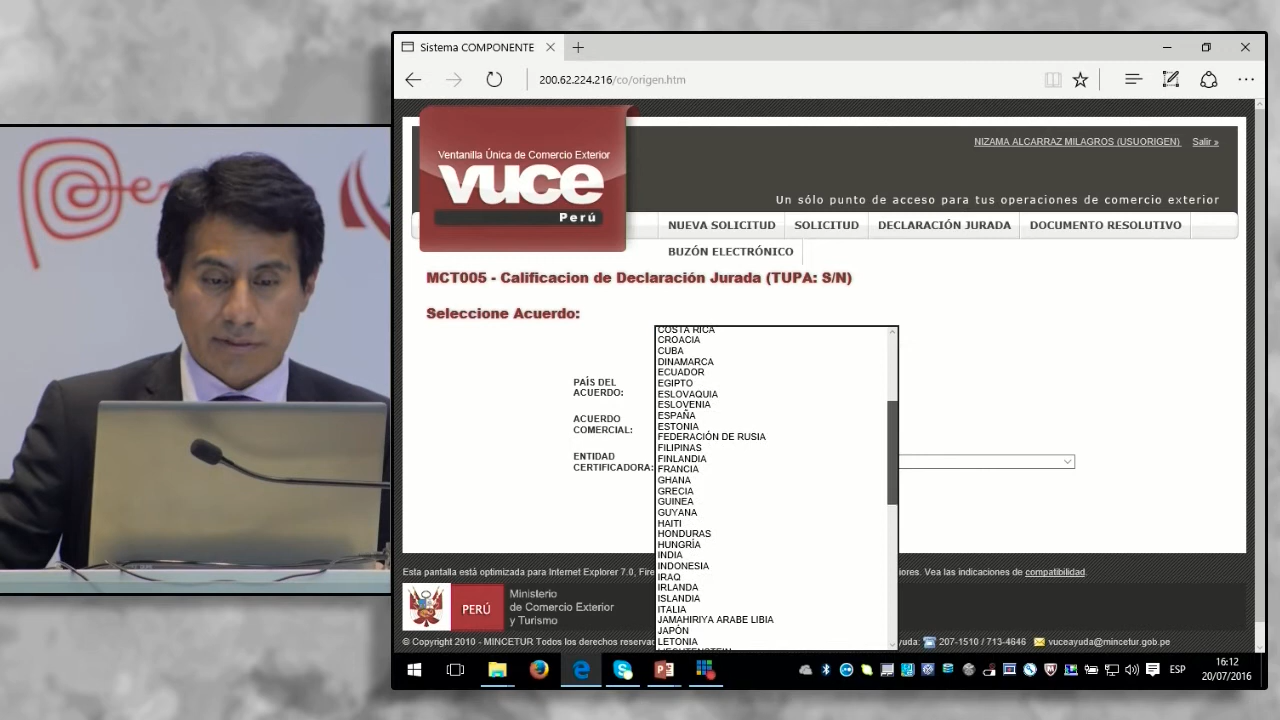 Sistema COMPONENTE
200.62.224.216/co/origen.htm
Ventanilla Única de Comercio Exterior
vuce
Perú
NIZAMA ALCARRAZ MILAGROS (USUORIGEN)
Salir »
Un sólo punto de acceso para tus operaciones de comercio exterior
NUEVA SOLICITUD
SOLICITUD
DECLARACIÓN JURADA
DOCUMENTO RESOLUTIVO
BUZÓN ELECTRÓNICO
MCT005 - Calificacion de Declaración Jurada (TUPA: S/N)
Seleccione Acuerdo:
PAÍS DEL
ACUERDO:
ACUERDO
COMERCIAL:
ENTIDAD
CERTIFICADORA:
COSTA RICA
CROACIA
CUBA
DINAMARCA
ECUADOR
EGIPTO
ESLOVAQUIA
ESLOVENIA
ESPAÑA
ESTONIA
FEDERACIÓN DE RUSIA
FILIPINAS
FINLANDIA
FRANCIA
GHANA
GRECIA
GUINEA
GUYANA
HAITI
HONDURAS
HUNGRÍA
INDIA
INDONESIA
IRAQ
IRLANDA
ISLANDIA
ITALIA
JAMAHIRIYA ARABE LIBIA
JAPÓN
LETONIA
LIECHTENSTEIN
Esta pantalla está optimizada para Internet Explorer 7.0, Fire
iores. Vea las indicaciones de compatibilidad.
PERÚ
Ministerio
de Comercio Exterior
y Turismo
© Copyright 2010 - MINCETUR Todos los derechos reserva
yuda: 207-1510 / 713-4646
vuceayuda@mincetur.gob.pe
ESP
16:12
20/07/2016